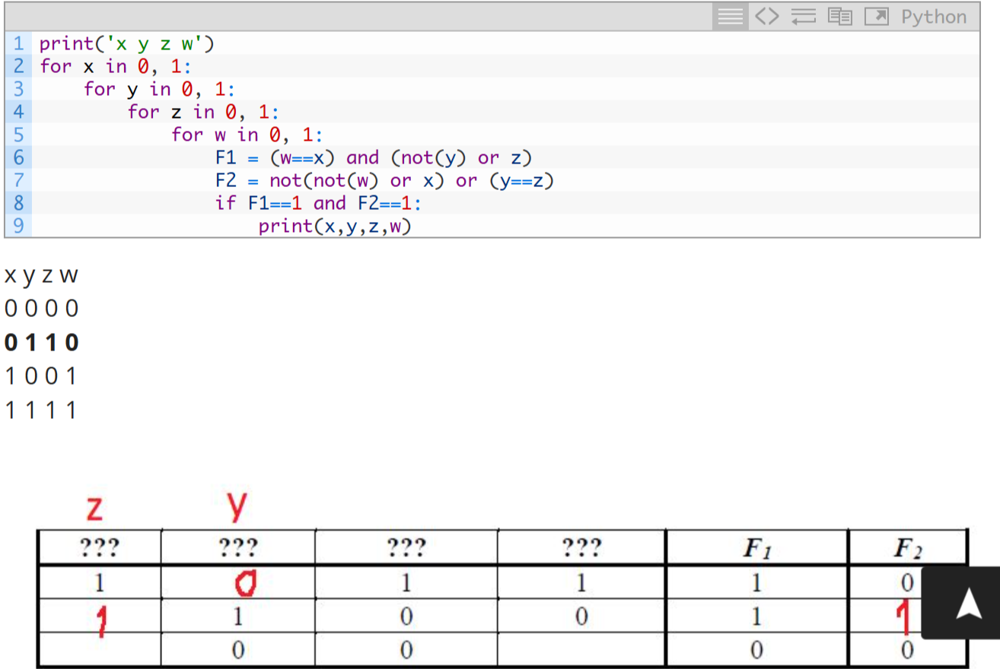 Python
1 print('x y z w')
2 for x in 0, 1:
3     for y in 0, 1:
4         for z in 0, 1:
5             for w in 0, 1:
6                 F1 = (w==x) and (not(y) or z)
7                 F2 = not(not(w) or x) or (y==z)
8                 if F1==1 and F2==1:
9                     print(x,y,z,w)
x y z w
0 0 0 0
0 1 1 0
1 0 0 1
1 1 1 1
z y
??? ??? ??? ??? F1 F2
1 0 1 1 1 0
1 1 0 0 1 1
0 0 0 0